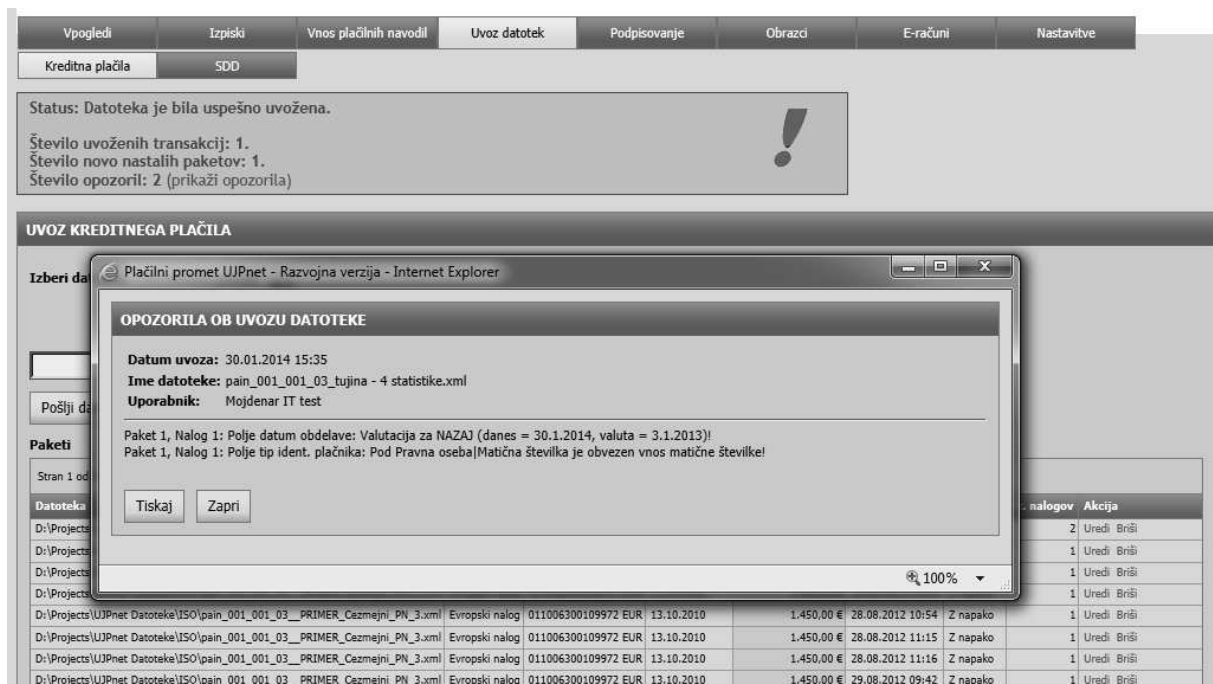 Vpogledi Izpiski Vnos plačilnih navodil Uvoz datotek Podpisovanje Obrazci E-računi Nastavitve
Kreditna plačila SDD
Status: Datoteka je bila uspešno uvožena.
Število uvoženih transakcij: 1.
Število novo nastalih paketov: 1.
Število opozoril: 2 (prikaži opozorila)
!
UVOZ KREDITNEGA PLAČILA
Izberi da
Plačilni promet UJPnet - Razvojna verzija - Internet Explorer
OPOZORILA OB UVOZU DATOTEKE
Datum uvoza: 30.01.2014 15:35
Ime datoteke: pain_001_001_03_tujina - 4 statistike.xml
Uporabnik: Mojdenar IT test
Pošlji da
Paket 1, Nalog 1: Polje datum obdelave: Valutacija za NAZAJ (danes = 30.1.2014, valuta = 3.1.2013)!
Paket 1, Nalog 1: Polje tip ident. plačnika: Pod Pravna oseba|Matična številka je obvezen vnos matične številke!
Paketi
Stran 1 od
Tiskaj Zapri
Datoteka . nalogov Akcija
D:\Projects 2 Uredi Briši
D:\Projects 1 Uredi Briši
D:\Projects 1 Uredi Briši
D:\Projects 1 Uredi Briši
100%
D:\Projects\UJPnet Datoteke\ISO\pain_001_001_03__PRIMER_Cezmejni_PN_3.xml Evropski nalog 011006300109972 EUR 13.10.2010 1.450,00 € 28.08.2012 10:54 Z napako 1 Uredi Briši
D:\Projects\UJPnet Datoteke\ISO\pain_001_001_03__PRIMER_Cezmejni_PN_3.xml Evropski nalog 011006300109972 EUR 13.10.2010 1.450,00 € 28.08.2012 11:15 Z napako 1 Uredi Briši
D:\Projects\UJPnet Datoteke\ISO\pain_001_001_03__PRIMER_Cezmejni_PN_3.xml Evropski nalog 011006300109972 EUR 13.10.2010 1.450,00 € 28.08.2012 11:16 Z napako 1 Uredi Briši
D:\Projects\UJPnet Datoteke\ISO\pain_001_001_03__PRIMER_Cezmejni_PN_3.xml Evropski nalog 011006300109972 EUR 13.10.2010 1.450,00 € 29.08.2012 09:42 Z napako 1 Uredi Briši